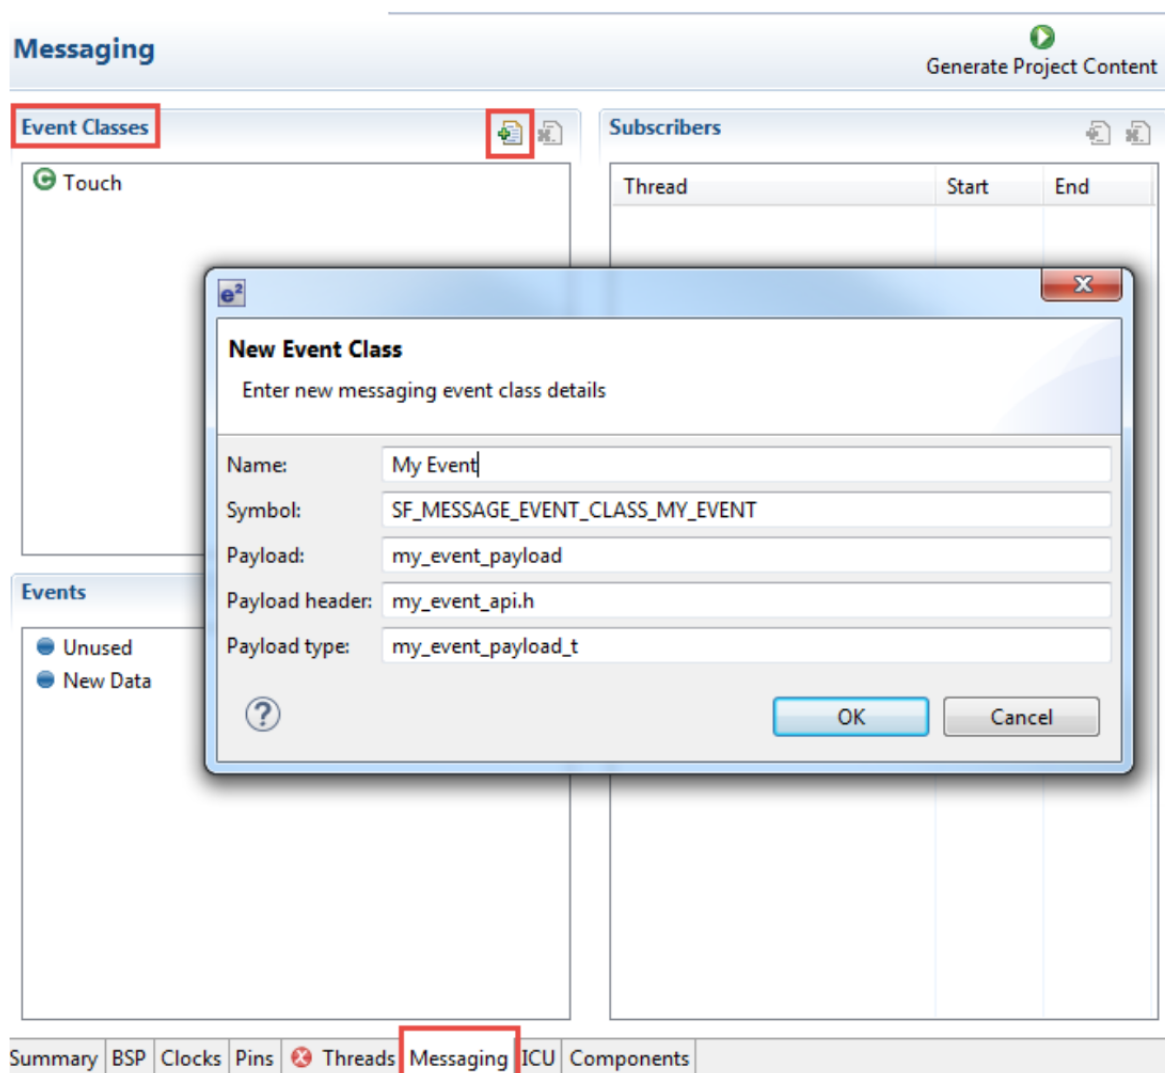 Messaging
Generate Project Content
Event Classes
Subscribers
Touch
Thread Start End
e²
New Event Class
Enter new messaging event class details
Name: My Event
Symbol: SF_MESSAGE_EVENT_CLASS_MY_EVENT
Payload: my_event_payload
Payload header: my_event_api.h
Payload type: my_event_payload_t
OK Cancel
Events
Unused
New Data
Summary BSP Clocks Pins Threads Messaging ICU Components